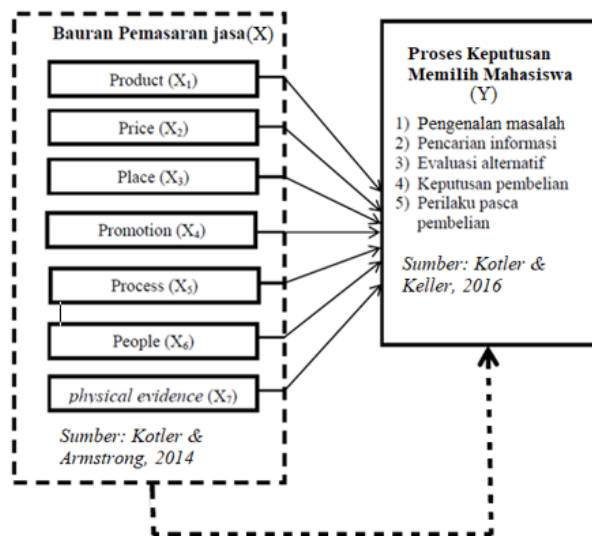 Bauran Pemasaran jasa(X)
Product (X₁)
Price (X₂)
Place (X₃)
Promotion (X₄)
Process (X₅)
People (X₆)
physical evidence (X₇)
Sumber: Kotler &
Armstrong, 2014
Proses Keputusan
Memilih Mahasiswa
(Y)
1) Pengenalan masalah
2) Pencarian informasi
3) Evaluasi alternatif
4) Keputusan pembelian
5) Perilaku pasca
pembelian
Sumber: Kotler &
Keller, 2016